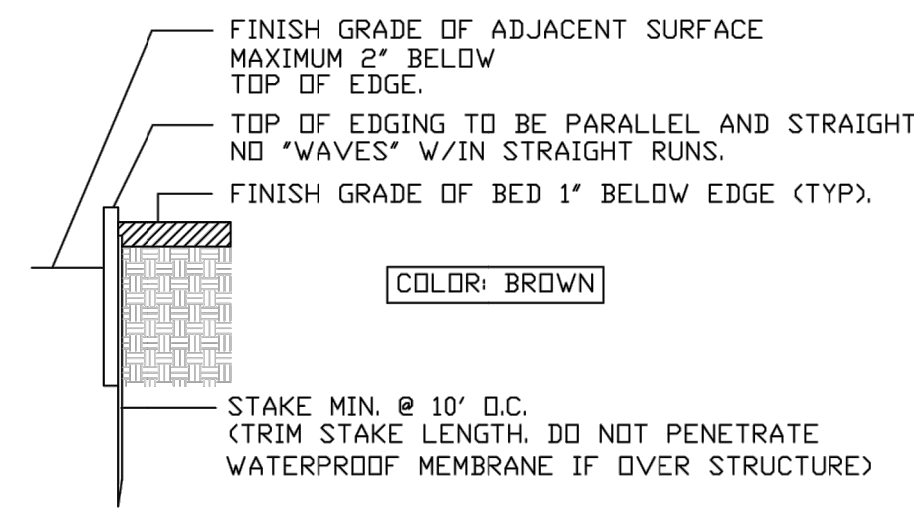 FINISH GRADE OF ADJACENT SURFACE
MAXIMUM 2" BELOW
TOP OF EDGE.
TOP OF EDGING TO BE PARALLEL AND STRAIGHT
NO "WAVES" W/IN STRAIGHT RUNS.
FINISH GRADE OF BED 1" BELOW EDGE (TYP).
COLOR: BROWN
STAKE MIN. @ 10' O.C.
(TRIM STAKE LENGTH. DO NOT PENETRATE
WATERPROOF MEMBRANE IF OVER STRUCTURE)